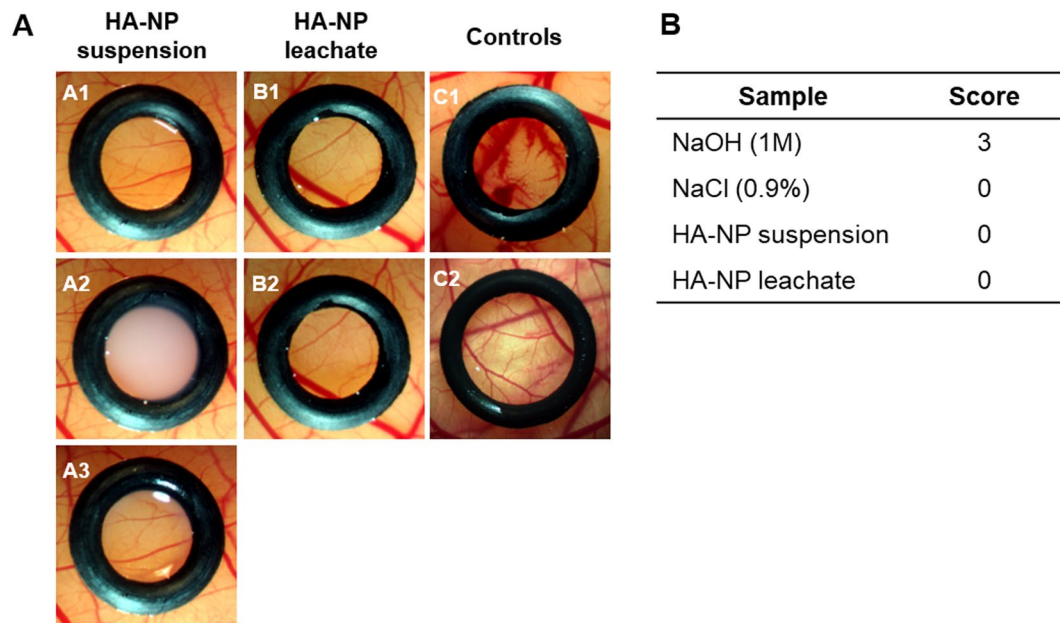 A
HA-NP
suspension
HA-NP
leachate
Controls
A1
B1
C1
A2
B2
C2
A3
B
Sample Score
NaOH (1M) 3
NaCl (0.9%) 0
HA-NP suspension 0
HA-NP leachate 0